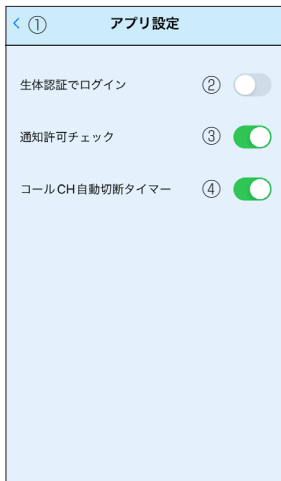 < ① アプリ設定
生体認証でログイン ②
通知許可チェック ③
コールCH自動切断タイマー ④